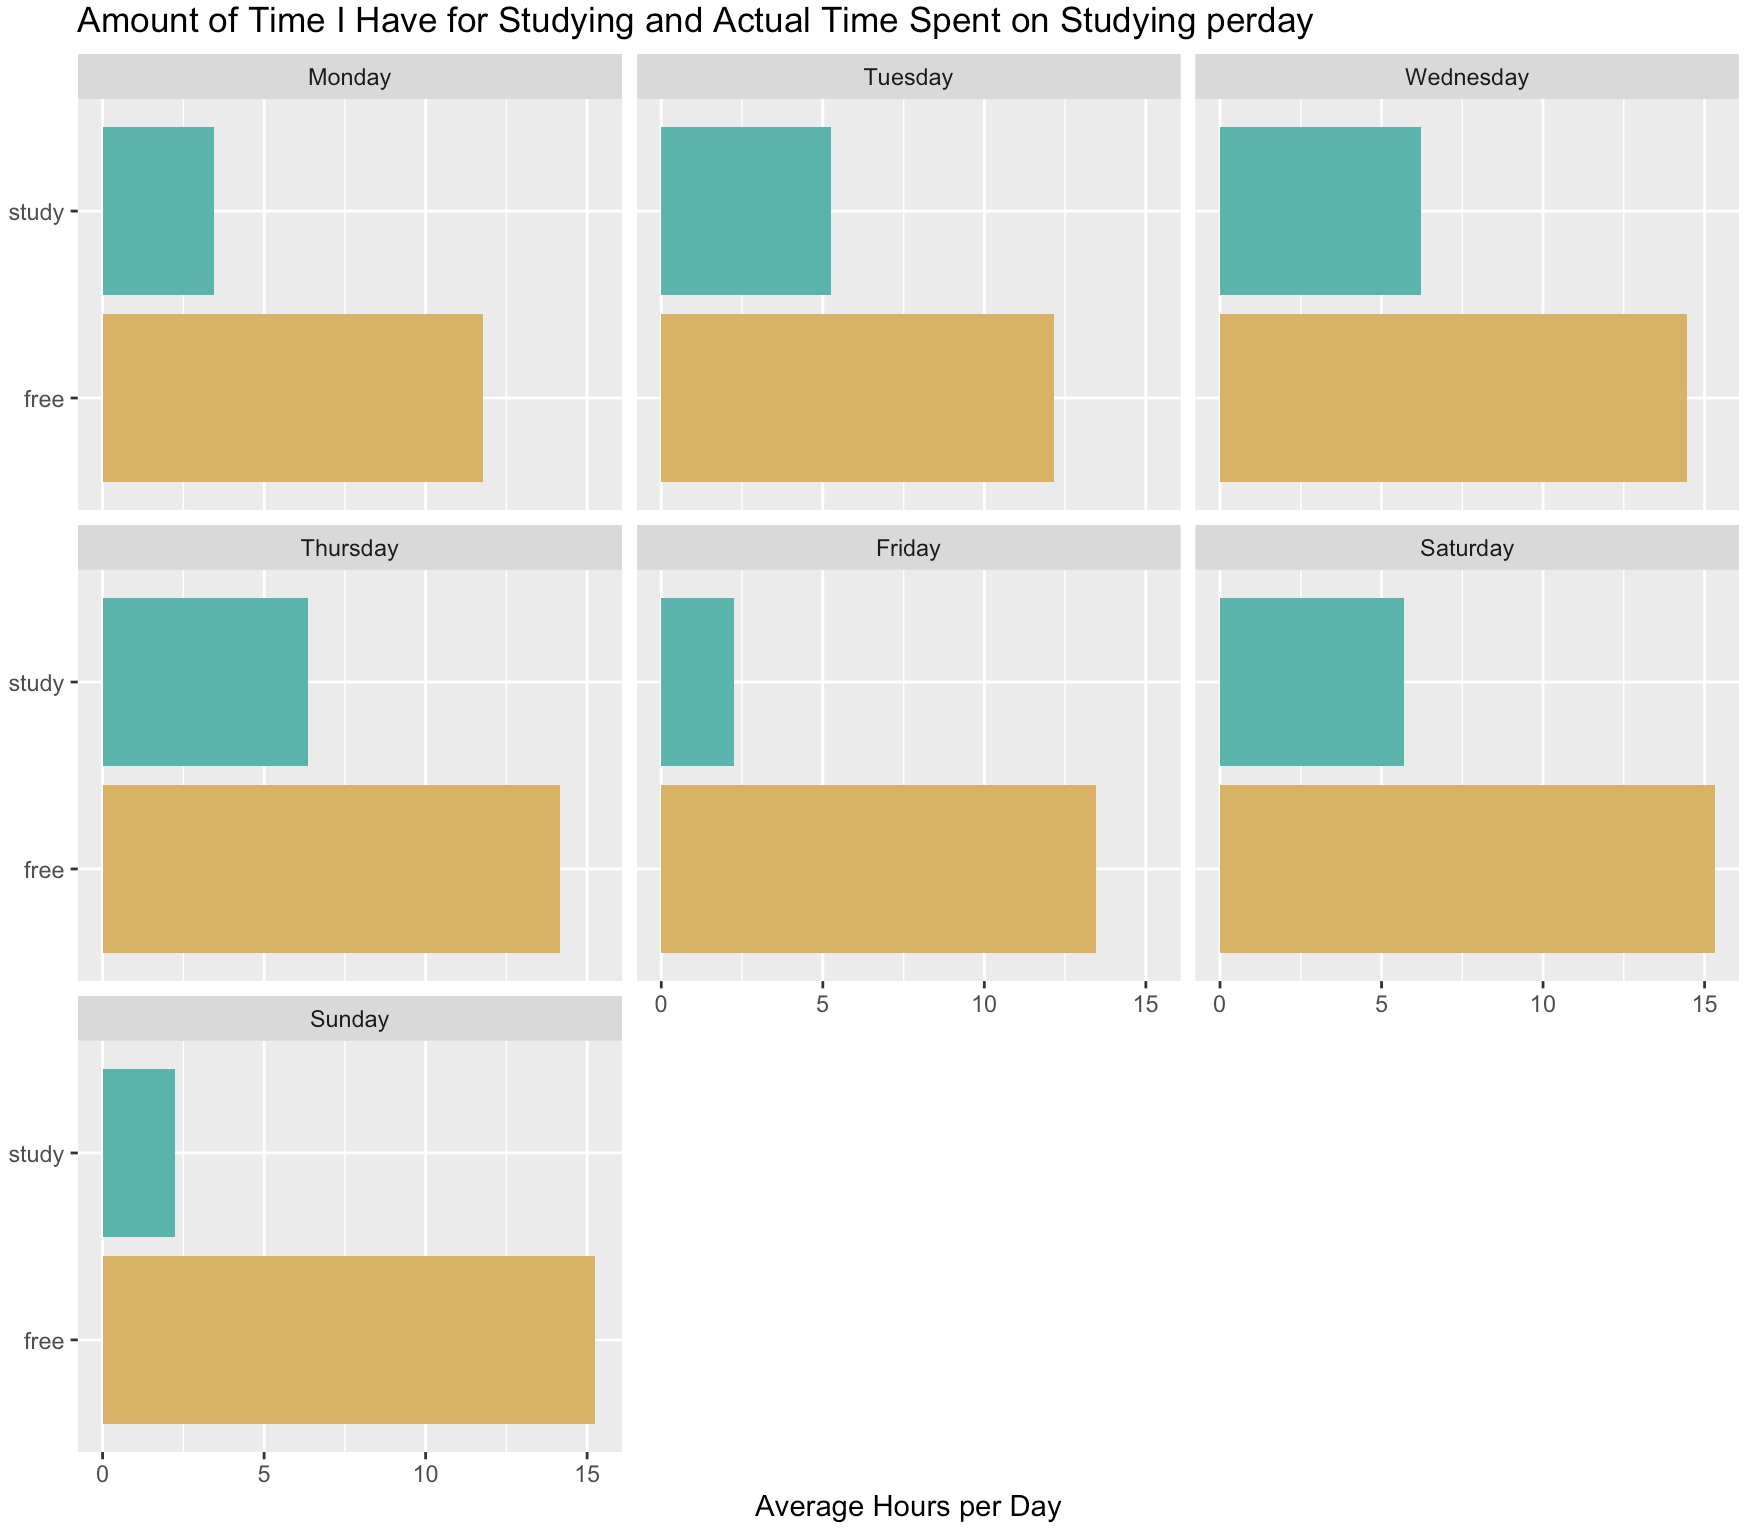 Amount of Time I Have for Studying and Actual Time Spent on Studying perday
Monday
Tuesday
Wednesday
study
free
Thursday
Friday
Saturday
study
free
0 5 10 15
0 5 10 15
Sunday
study
free
0 5 10 15
Average Hours per Day